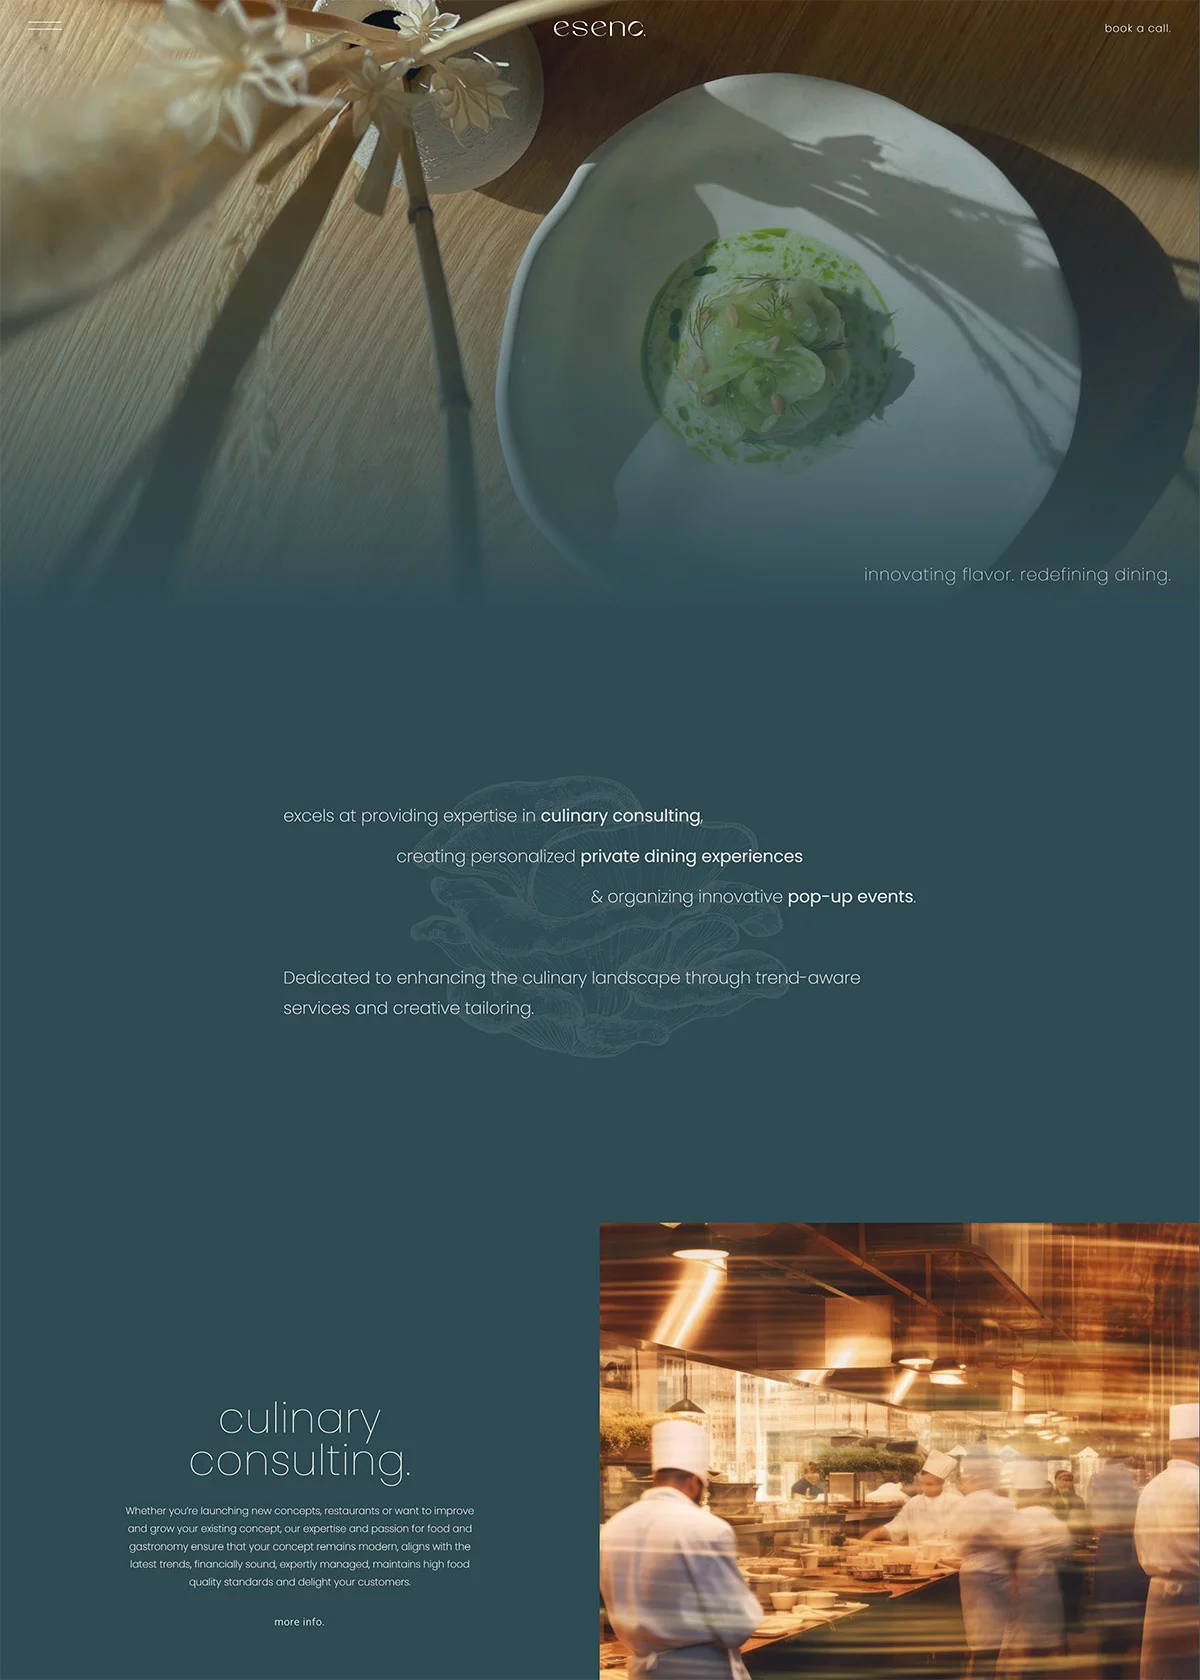 esenc.
book a call.
innovating flavor. redefining dining.
excels at providing expertise in culinary consulting,
creating personalized private dining experiences
& organizing innovative pop-up events.
Dedicated to enhancing the culinary landscape through trend-aware
services and creative tailoring.
culinary
consulting.
Whether you're launching new concepts, restaurants or want to improve
and grow your existing concept, our expertise and passion for food and
gastronomy ensure that your concept remains modern, aligns with the
latest trends, financially sound, expertly managed, maintains high food
quality standards and delight your customers.
more info.